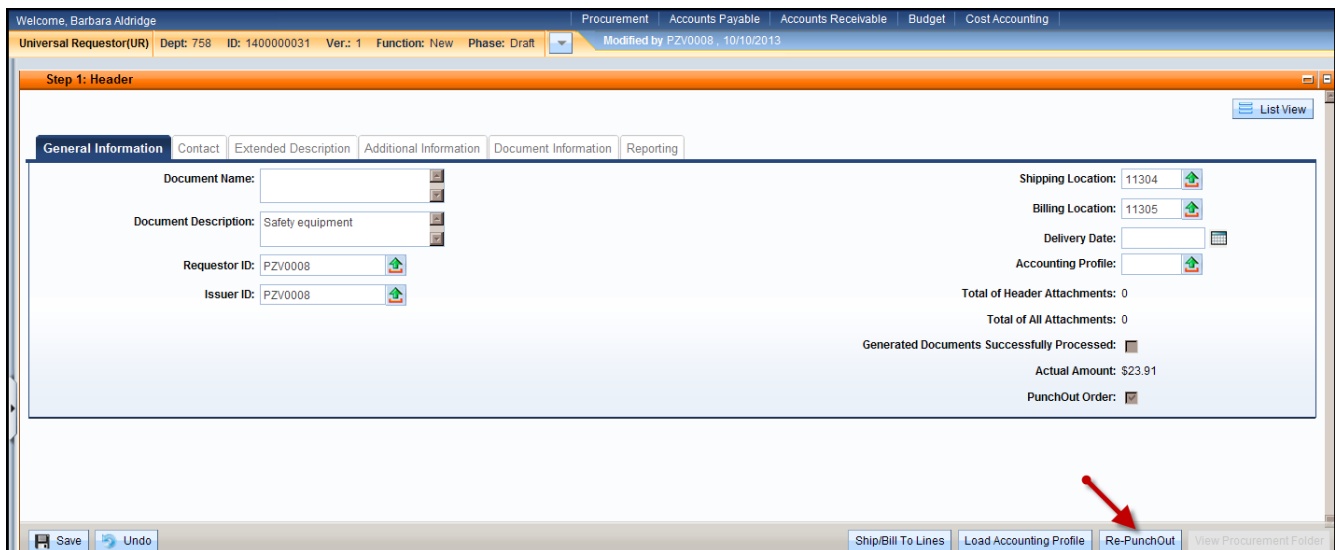 Welcome, Barbara Aldridge Procurement Accounts Payable Accounts Receivable Budget Cost Accounting
Universal Requestor(UR) Dept: 758 ID: 1400000031 Ver.: 1 Function: New Phase: Draft Modified by PZV0008 , 10/10/2013
Step 1: Header
List View
General Information Contact Extended Description Additional Information Document Information Reporting
Document Name: Shipping Location: 11304
Billing Location: 11305
Document Description: Safety equipment
Delivery Date:
Requestor ID: PZV0008 Accounting Profile:
Issuer ID: PZV0008 Total of Header Attachments: 0
Total of All Attachments: 0
Generated Documents Successfully Processed:
Actual Amount: $23.91
PunchOut Order:
Save Undo Ship/Bill To Lines Load Accounting Profile Re-PunchOut View Procurement Folder